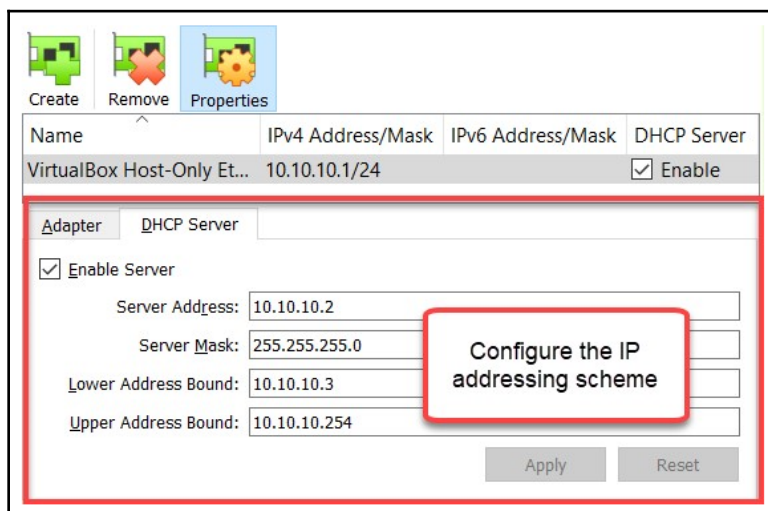 Create Remove Properties
Name IPv4 Address/Mask IPv6 Address/Mask DHCP Server
VirtualBox Host-Only Et... 10.10.10.1/24 Enable
Adapter DHCP Server
Enable Server
Server Address: 10.10.10.2
Server Mask: 255.255.255.0
Lower Address Bound: 10.10.10.3
Upper Address Bound: 10.10.10.254
Configure the IP
addressing scheme
Apply Reset